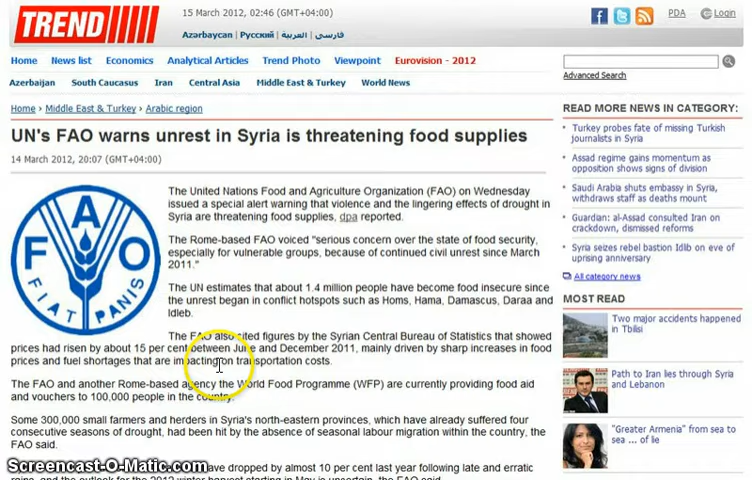 TREND
15 March 2012, 02:46 (GMT+04:00)
PDA
Login
Azərbaycan | Русский | العربية | فارسی
Home News list Economics Analytical Articles Trend Photo Viewpoint Eurovision - 2012
Azerbaijan South Caucasus Iran Central Asia Middle East & Turkey World News
Advanced Search
Home › Middle East & Turkey › Arabic region
UN's FAO warns unrest in Syria is threatening food supplies
14 March 2012, 20:07 (GMT+04:00)
F A O
FIAT PANIS
The United Nations Food and Agriculture Organization (FAO) on Wednesday
issued a special alert warning that violence and the lingering effects of drought in
Syria are threatening food supplies, dpa reported.
The Rome-based FAO voiced "serious concern over the state of food security,
especially for vulnerable groups, because of continued civil unrest since March
2011."
The UN estimates that about 1.4 million people have become food insecure since
the unrest began in conflict hotspots such as Homs, Hama, Damascus, Daraa and
Idleb.
The FAO also cited figures by the Syrian Central Bureau of Statistics that showed
prices had risen by about 15 per cent between June and December 2011, mainly driven by sharp increases in food
prices and fuel shortages that are impacting on transportation costs.
The FAO and another Rome-based agency the World Food Programme (WFP) are currently providing food aid
and vouchers to 100,000 people in the country.
Some 300,000 small farmers and herders in Syria's north-eastern provinces, which have already suffered four
consecutive seasons of drought, had been hit by the absence of seasonal labour migration within the country, the
FAO said.
have dropped by almost 10 per cent last year following late and erratic
rains, and the outlook for the 2012 winter harvest starting in May is uncertain, the FAO said.
READ MORE NEWS IN CATEGORY:
Turkey probes fate of missing Turkish
journalists in Syria
Assad regime gains momentum as
opposition shows signs of division
Saudi Arabia shuts embassy in Syria,
withdraws staff as deaths mount
Guardian: al-Assad consulted Iran on
crackdown, dismissed reforms
Syria seizes rebel bastion Idlib on eve of
uprising anniversary
All category news
MOST READ
Two major accidents happened
in Tbilisi
Path to Iran lies through Syria
and Lebanon
"Greater Armenia" from sea to
sea ... of lie
Screencast-O-Matic.com